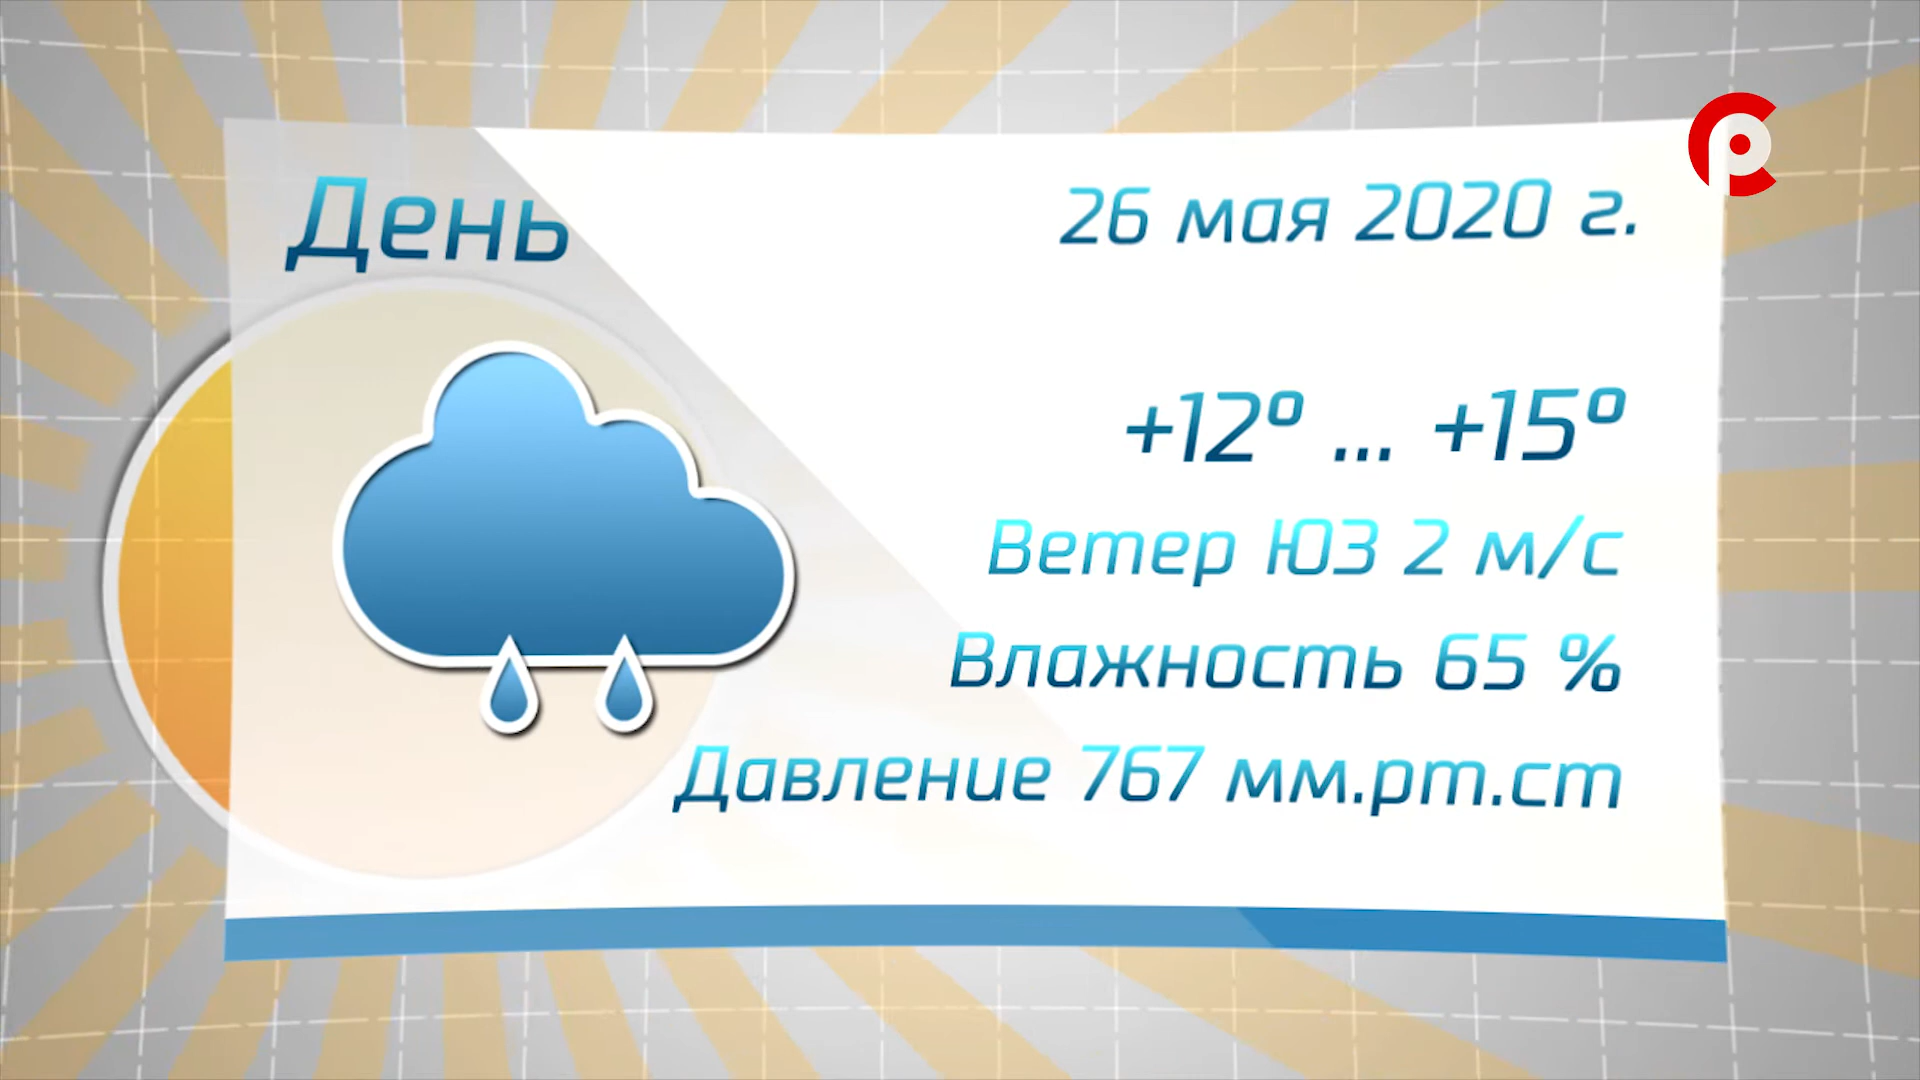 День
26 мая 2020 г.
+12° ... +15°
Ветер ЮЗ 2 м/с
Влажность 65 %
Давление 767 мм.рт.ст